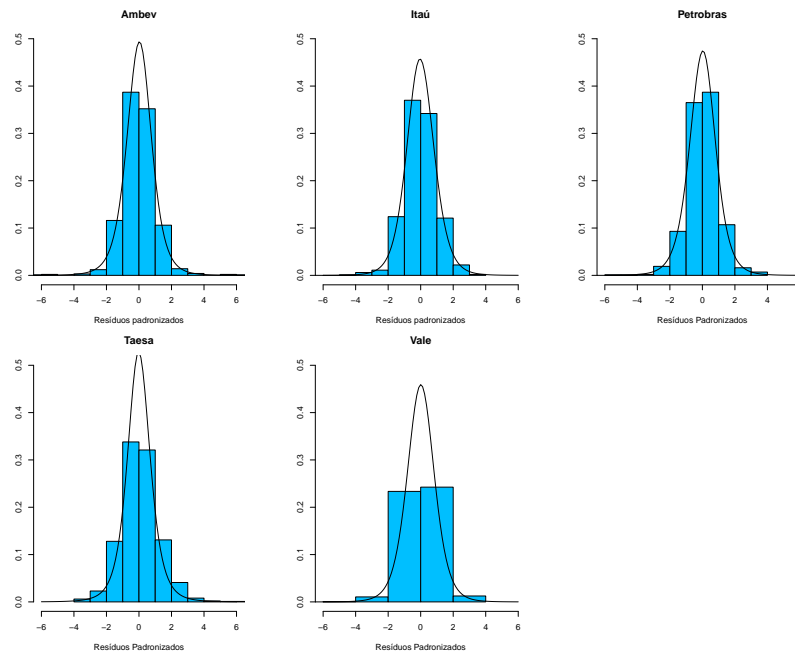 Ambev
0.0 0.1 0.2 0.3 0.4 0.5
−6 −4 −2 0 2 4 6
Resíduos padronizados
Itaú
0.0 0.1 0.2 0.3 0.4 0.5
−6 −4 −2 0 2 4 6
Resíduos padronizados
Petrobras
0.0 0.1 0.2 0.3 0.4 0.5
−6 −4 −2 0 2 4
Resíduos Padronizados
Taesa
0.0 0.1 0.2 0.3 0.4 0.5
−6 −4 −2 0 2 4 6
Resíduos Padronizados
Vale
0.0 0.1 0.2 0.3 0.4 0.5
−6 −4 −2 0 2 4 6
Resíduos Padronizados